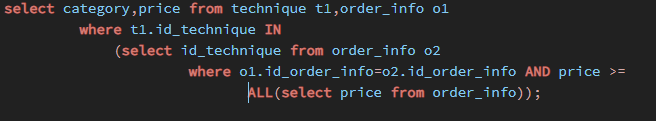 select category,price from technique t1,order_info o1
where t1.id_technique IN
(select id_technique from order_info o2
where o1.id_order_info=o2.id_order_info AND price >=
ALL(select price from order_info));